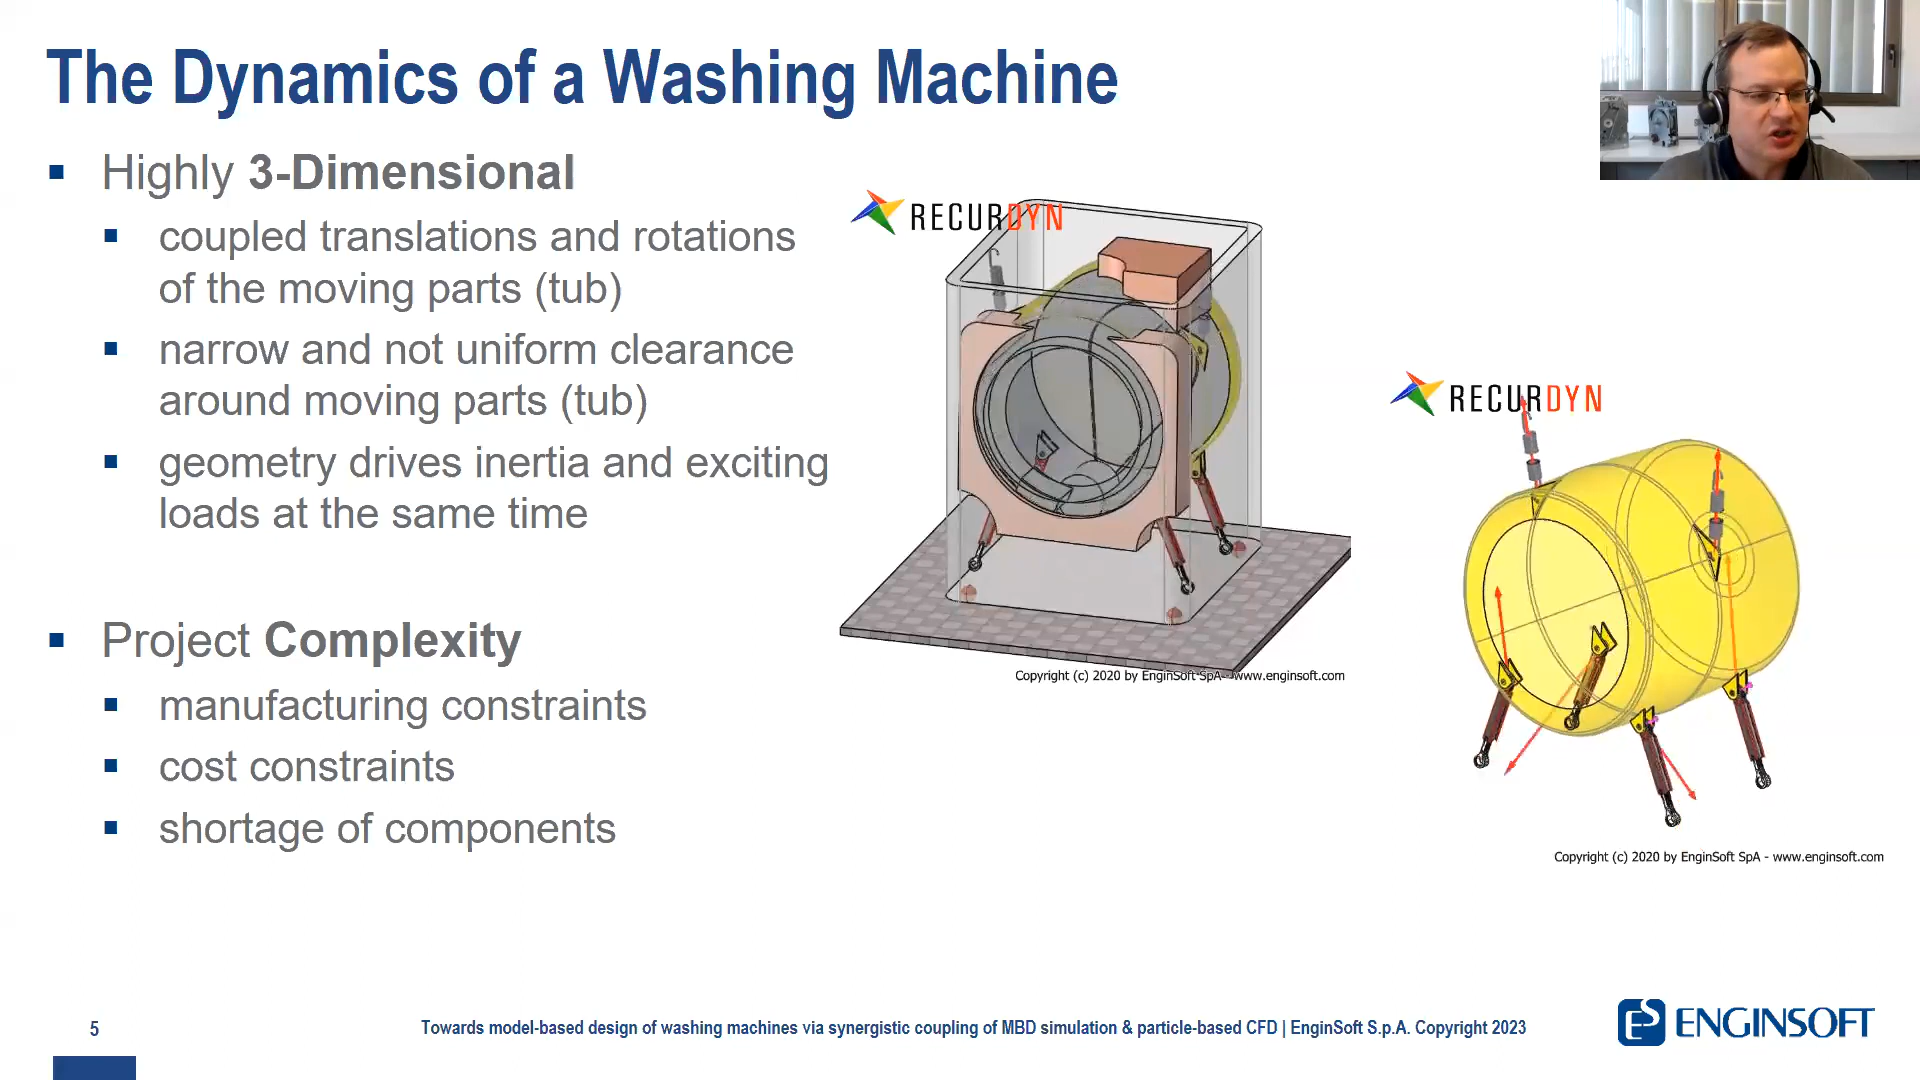 The Dynamics of a Washing Machine
▪ Highly 3-Dimensional
▪ coupled translations and rotations
of the moving parts (tub)
▪ narrow and not uniform clearance
around moving parts (tub)
▪ geometry drives inertia and exciting
loads at the same time
▪ Project Complexity
▪ manufacturing constraints
▪ cost constraints
▪ shortage of components
RECURDYN
Copyright (c) 2020 by EnginSoft SpA - www.enginsoft.com
RECURDYN
Copyright (c) 2020 by EnginSoft SpA - www.enginsoft.com
5
Towards model-based design of washing machines via synergistic coupling of MBD simulation & particle-based CFD | EnginSoft S.p.A. Copyright 2023
ES ENGINSOFT